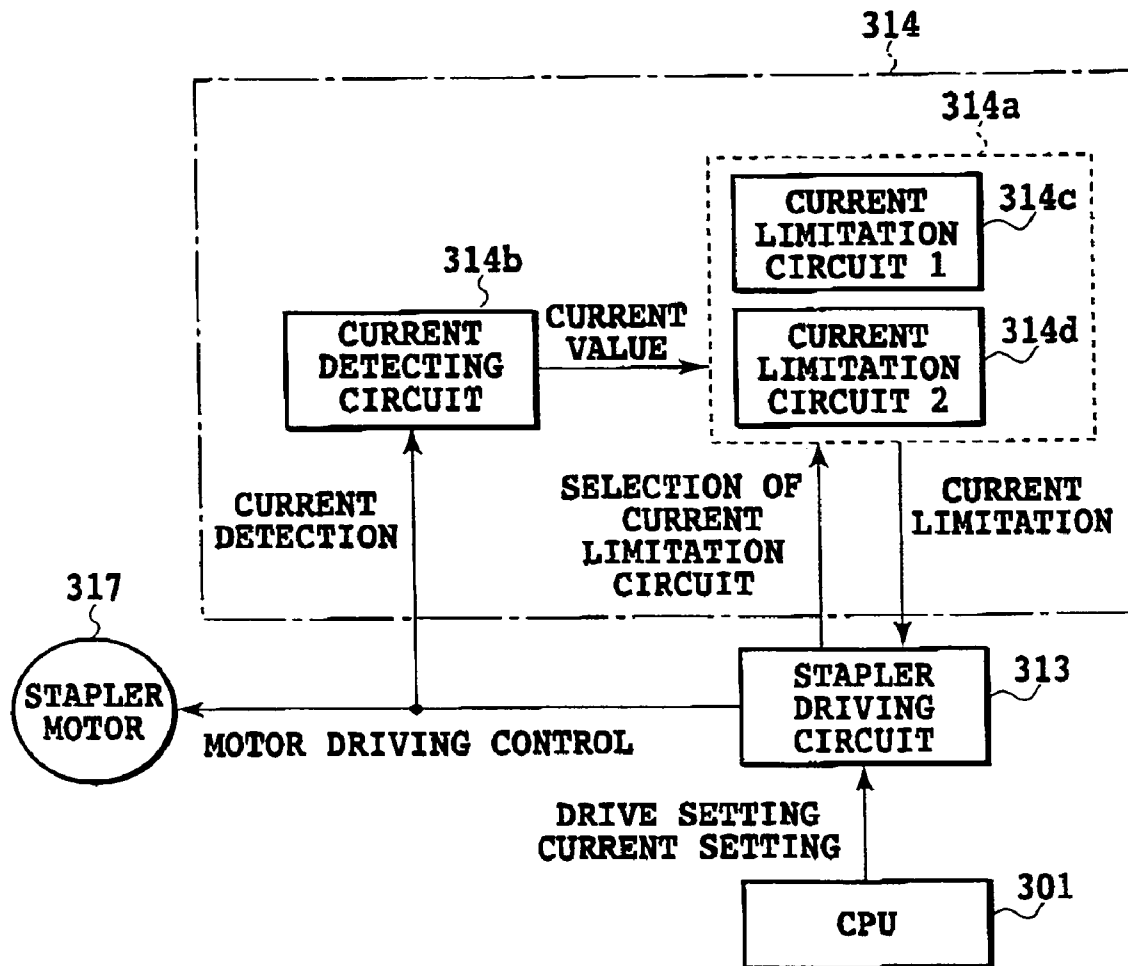 314
314a
CURRENT
LIMITATION
CIRCUIT 1
314c
314b
CURRENT
DETECTING
CIRCUIT
CURRENT
VALUE
CURRENT
LIMITATION
CIRCUIT 2
314d
CURRENT
DETECTION
SELECTION OF
CURRENT
LIMITATION
CIRCUIT
CURRENT
LIMITATION
317
STAPLER
MOTOR
MOTOR DRIVING CONTROL
STAPLER
DRIVING
CIRCUIT
313
DRIVE SETTING
CURRENT SETTING
CPU
301